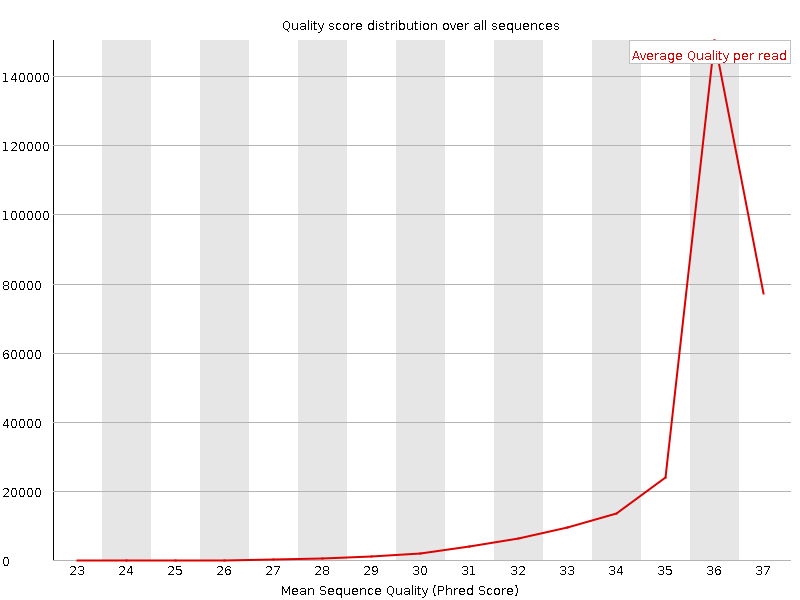 Quality score distribution over all sequences
Average Quality per read
140000
120000
100000
80000
60000
40000
20000
0
23 24 25 26 27 28 29 30 31 32 33 34 35 36 37
Mean Sequence Quality (Phred Score)